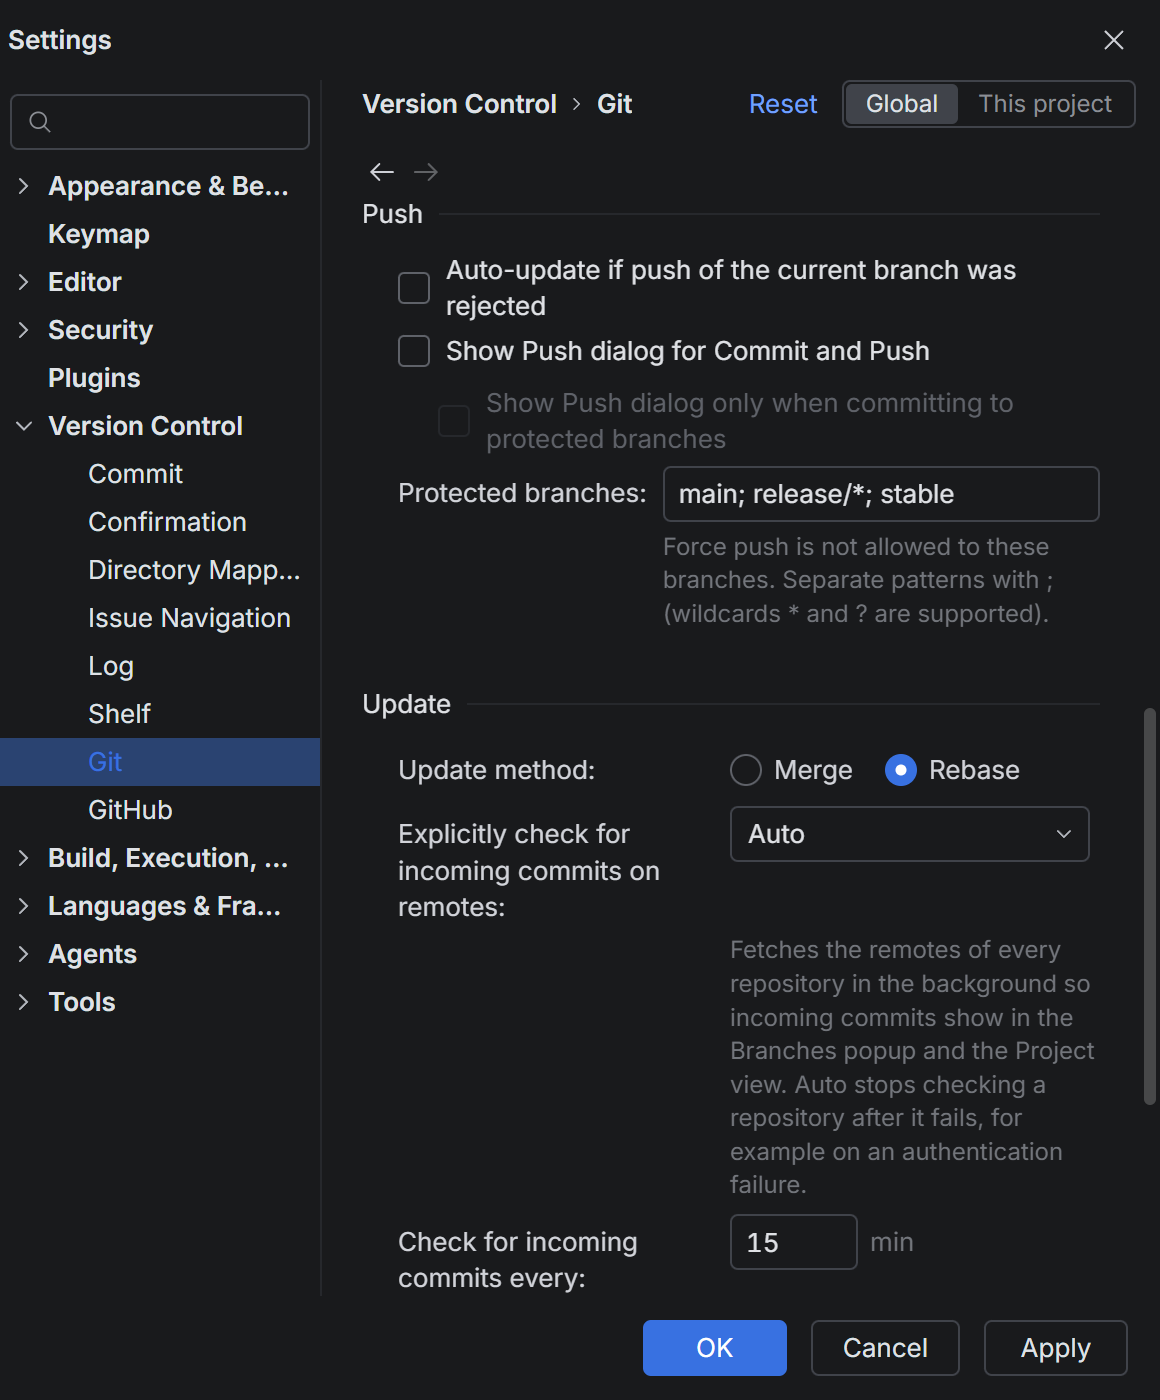 Settings
Appearance & Be...
Keymap
Editor
Security
Plugins
Version Control
Commit
Confirmation
Directory Mapp...
Issue Navigation
Log
Shelf
Git
GitHub
Build, Execution, ...
Languages & Fra...
Agents
Tools
Version Control › Git
Reset
Global
This project
Push
Auto-update if push of the current branch was
rejected
Show Push dialog for Commit and Push
Show Push dialog only when committing to
protected branches
Protected branches: main; release/*; stable
Force push is not allowed to these
branches. Separate patterns with ;
(wildcards * and ? are supported).
Update
Update method: Merge Rebase
Explicitly check for
incoming commits on
remotes:
Auto
Fetches the remotes of every
repository in the background so
incoming commits show in the
Branches popup and the Project
view. Auto stops checking a
repository after it fails, for
example on an authentication
failure.
Check for incoming
commits every:
15 min
OK
Cancel
Apply